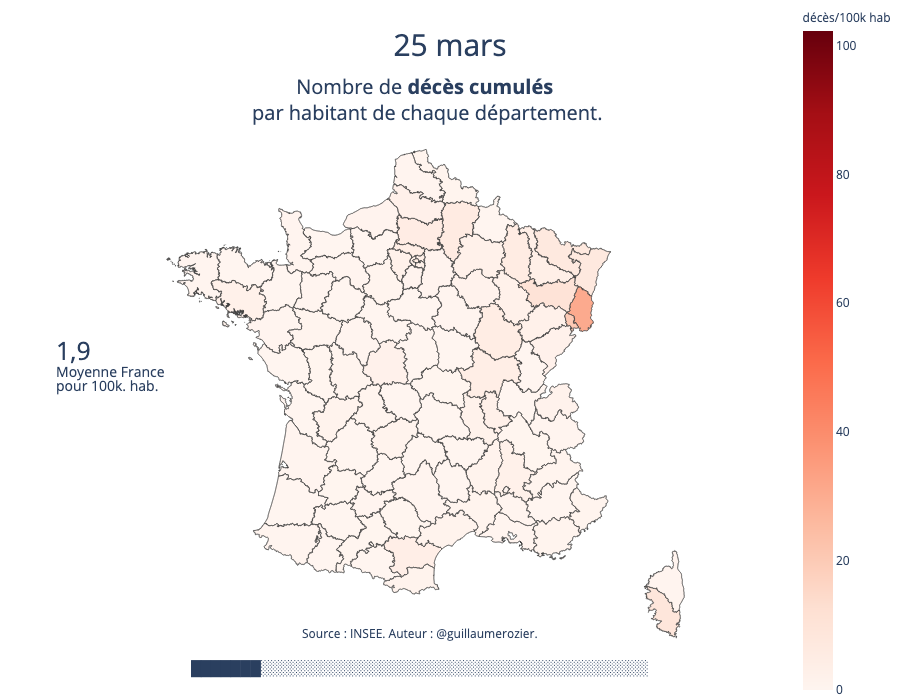 décès/100k hab
25 mars
Nombre de décès cumulés
par habitant de chaque département.
100
80
60
40
20
0
1,9
Moyenne France
pour 100k. hab.
Source : INSEE. Auteur : @guillaumerozier.